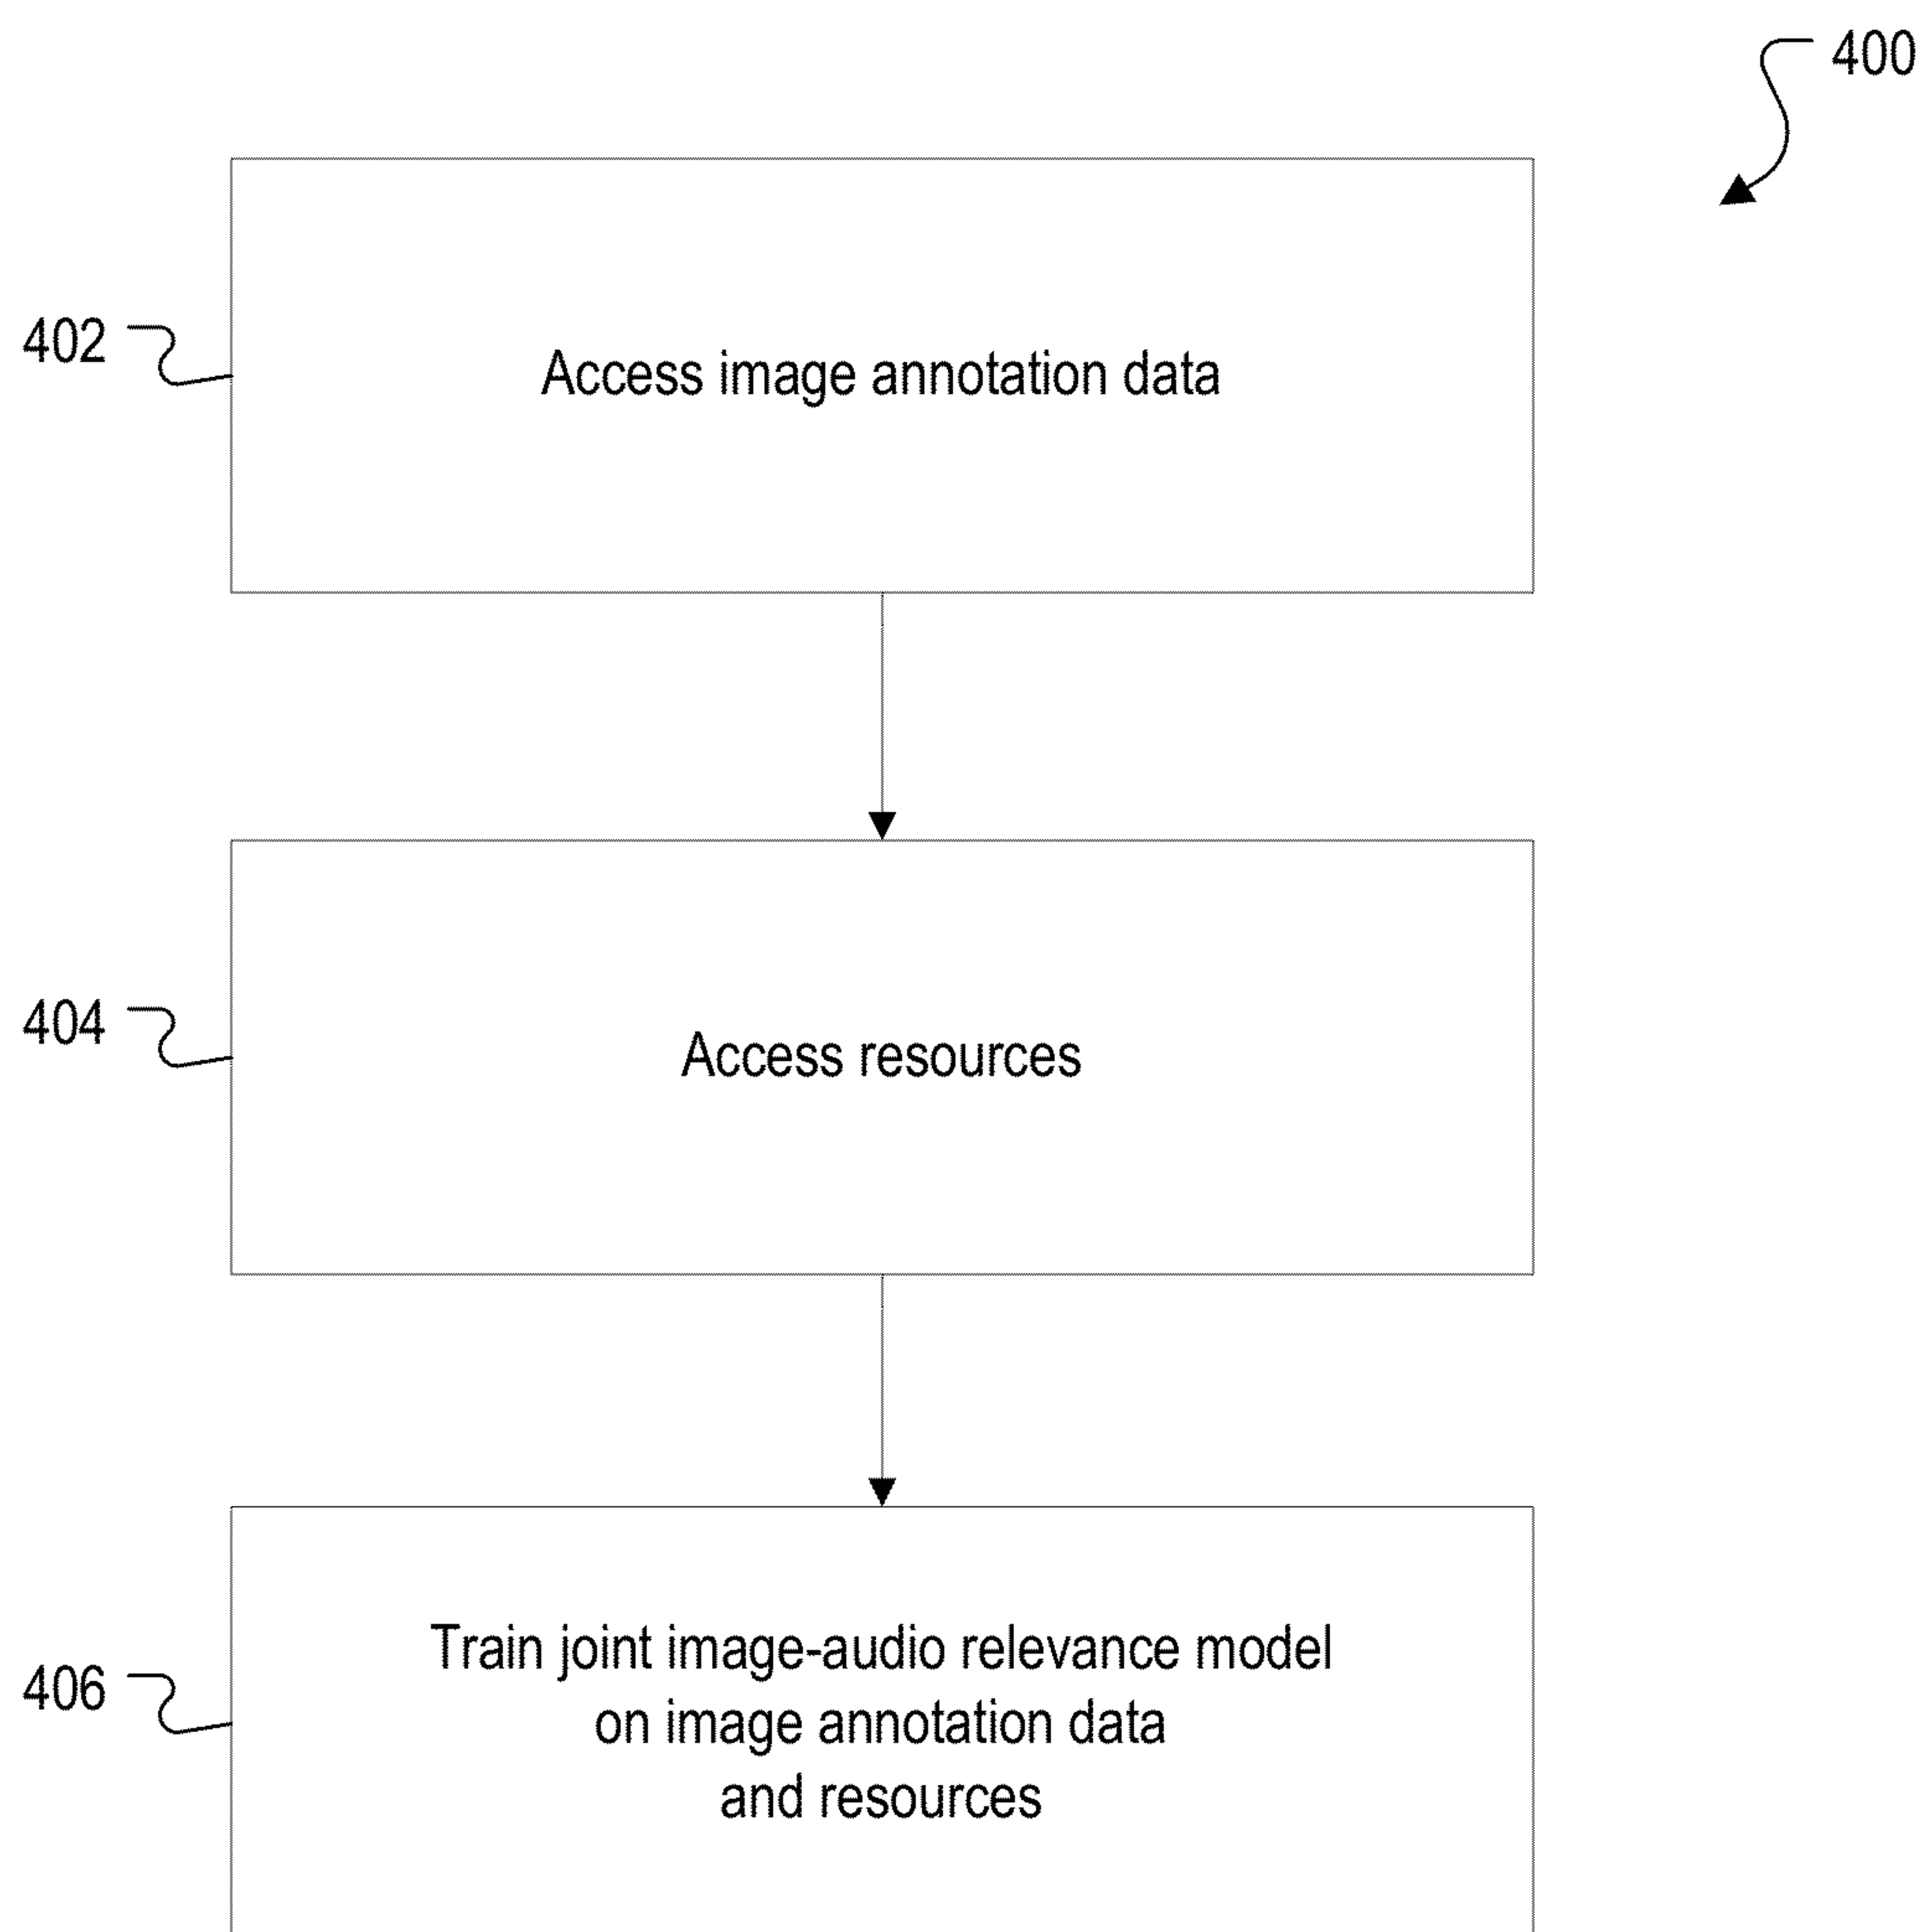 400
402
Access image annotation data
404
Access resources
406
Train joint image-audio relevance model
on image annotation data
and resources